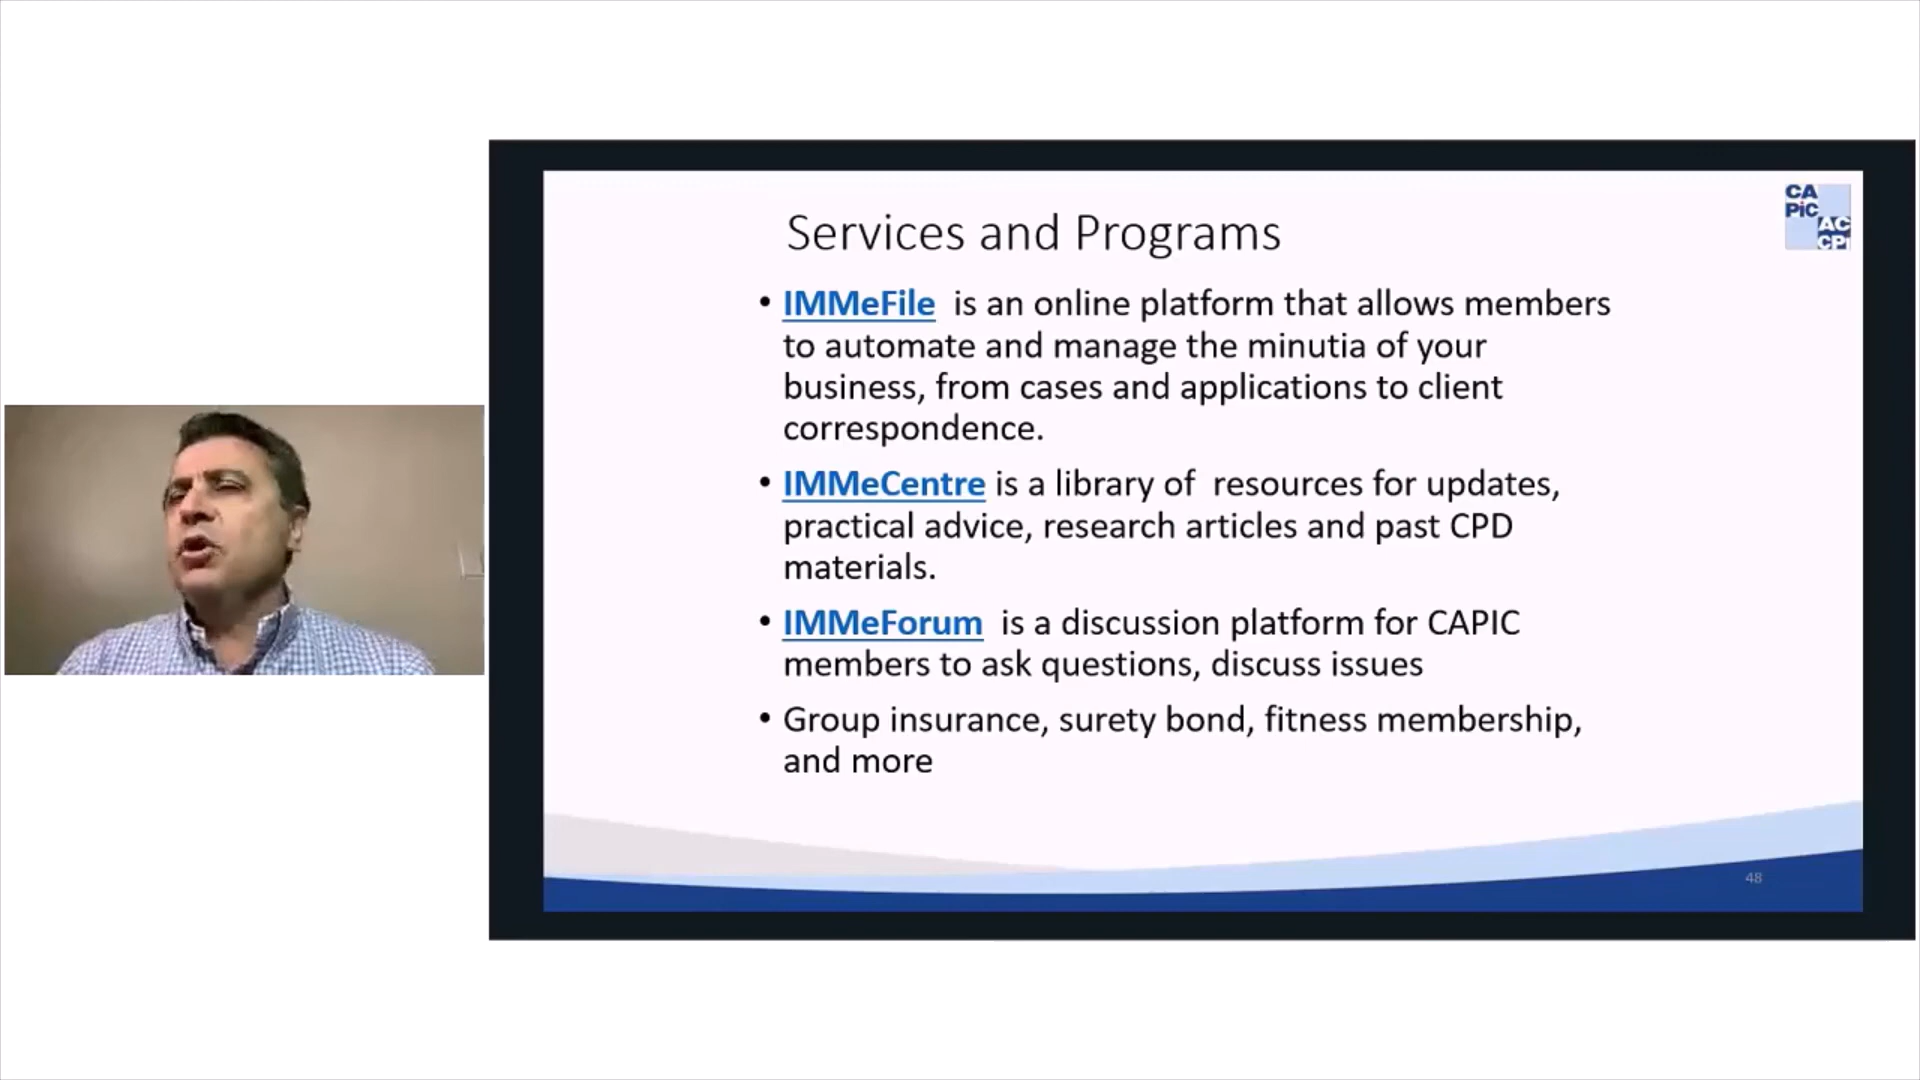 CA
PiC
AC
CPI
Services and Programs
• IMMeFile is an online platform that allows members
to automate and manage the minutia of your
business, from cases and applications to client
correspondence.
• IMMeCentre is a library of resources for updates,
practical advice, research articles and past CPD
materials.
• IMMeForum is a discussion platform for CAPIC
members to ask questions, discuss issues
• Group insurance, surety bond, fitness membership,
and more
48